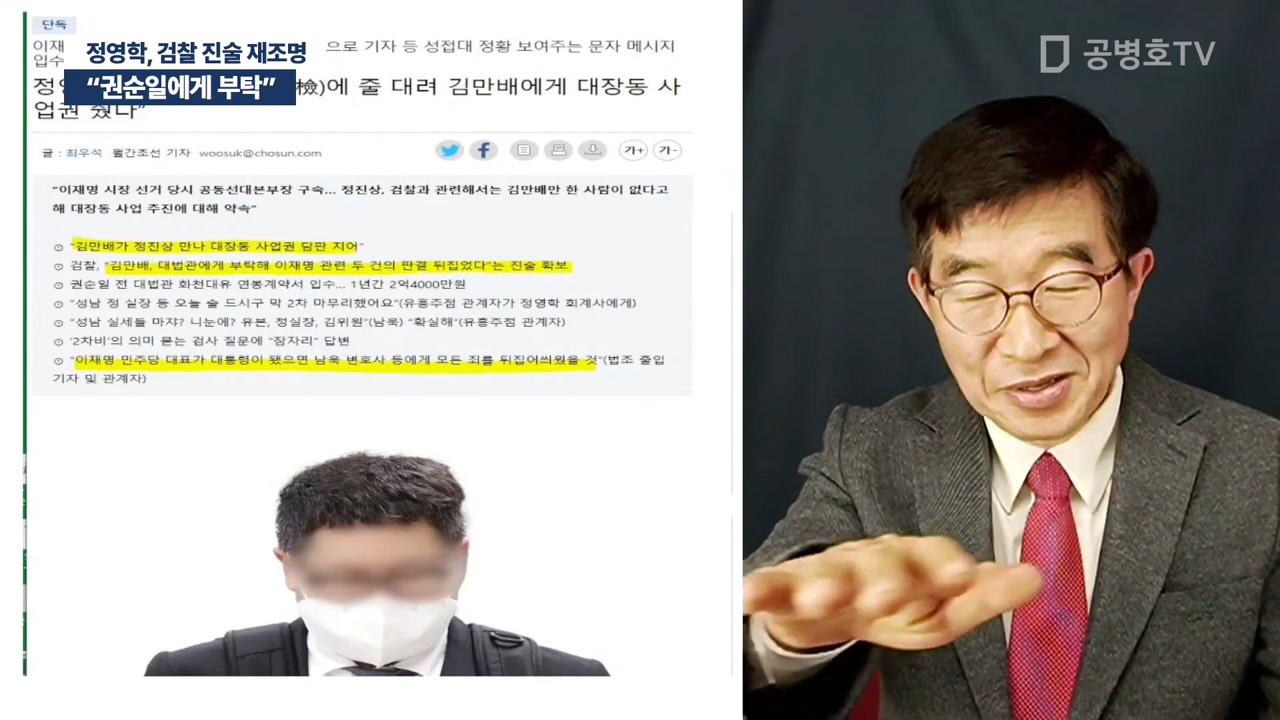 단독
이재
정영학, 검찰 진술 재조명
으로 기자 등 성접대 정황 보여주는 문자 메시지
입수
“권순일에게 부탁”
정
檢)에 줄 대려 김만배에게 대장동 사
업권 줬나”
글 : 최우석 월간조선 기자 woosuk@chosun.com
가+ 가-
“이재명 시장 선거 당시 공동선대본부장 구속... 정진상, 검찰과 관련해서는 김만배만 한 사람이 없다고
해 대장동 사업 추진에 대해 약속”
⊙ “김만배가 정진상 만나 대장동 사업권 담판 지어”
⊙ 검찰, “김만배, 대법관에게 부탁해 이재명 관련 두 건의 판결 뒤집었다”는 진술 확보
⊙ 권순일 전 대법관 화천대유 연봉계약서 입수... 1년간 2억4000만원
⊙ “성남 정 실장 등 오늘 술 드시구 막 2차 마무리했어요”(유흥주점 관계자가 정영학 회계사에게)
⊙ “성남 실세들 마쟈? 니눈에? 유본, 정실장, 김위원”(남욱) “확실해”(유흥주점 관계자)
⊙ ‘2차비’의 의미 묻는 검사 질문에 “잠자리” 답변
⊙ “이재명 민주당 대표가 대통령이 됐으면 남욱 변호사 등에게 모든 죄를 뒤집어씌웠을 것”(법조 출입
기자 및 관계자)
공병호TV